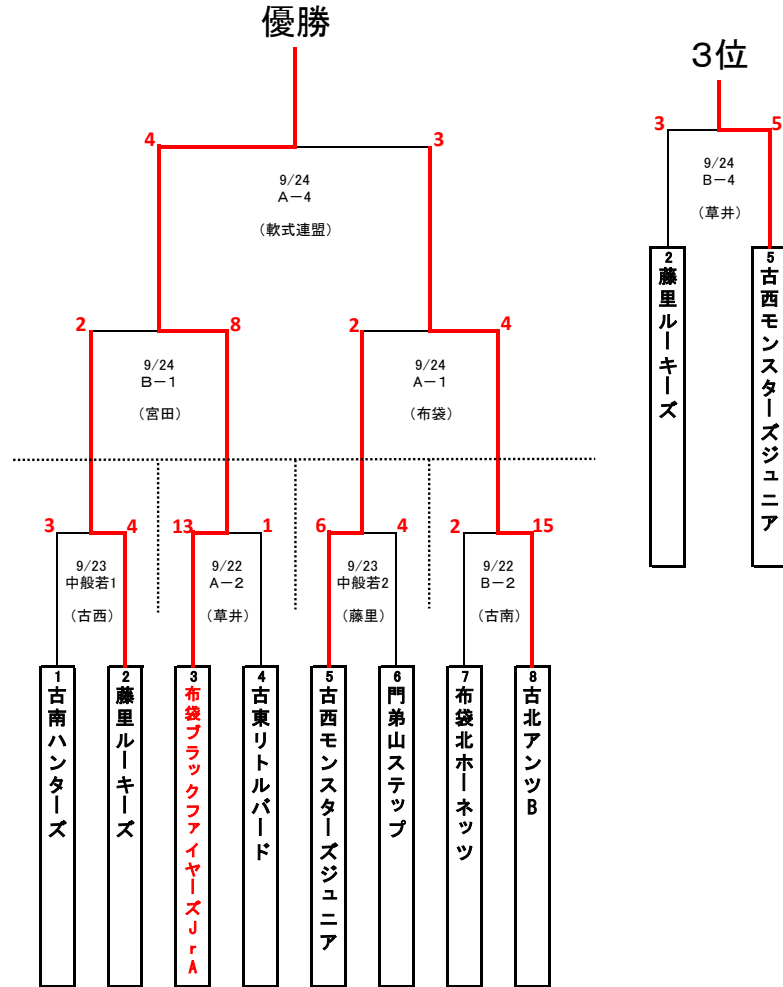 優勝
3位
4
3
9/24
A－4
（軟式連盟）
3
5
9/24
B－4
（草井）
2
藤里ルーキーズ
5
古西モンスターズジュニア
2
8
9/24
B－1
（宮田）
2
4
9/24
A－1
（布袋）
3
4
9/23
中般若1
（古西）
13
1
9/22
A－2
（草井）
6
4
9/23
中般若2
（藤里）
2
15
9/22
B－2
（古南）
1
古南ハンターズ
2
藤里ルーキーズ
3
布袋ブラックファイヤーズJrA
4
古東リトルバード
5
古西モンスターズジュニア
6
門弟山ステップ
7
布袋北ホーネッツ
8
古北アンツB